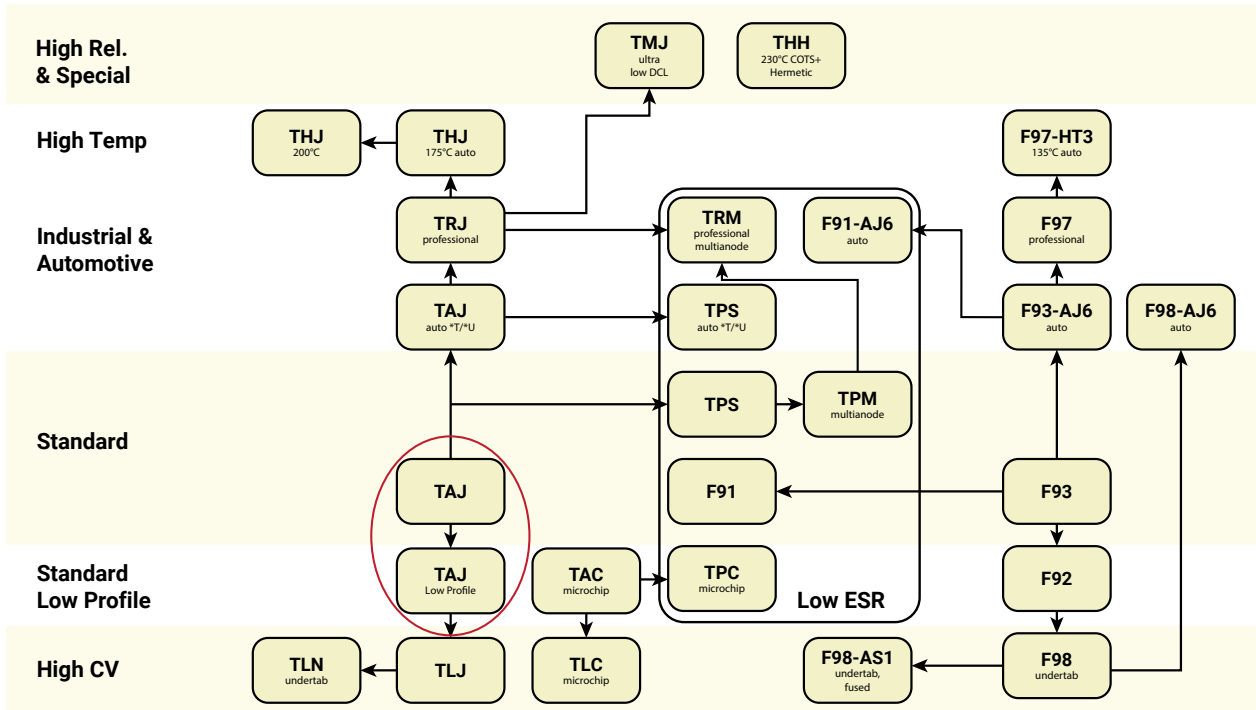 High Rel.
& Special
TMJ
ultra
low DCL
THH
230°C COTS+
Hermetic
High Temp
THJ
200°C
THJ
175°C auto
F97-HT3
135°C auto
Industrial &
Automotive
TRJ
professional
TRM
professional
multianode
F91-AJ6
auto
F97
professional
TAJ
auto *T/*U
TPS
auto *T/*U
F93-AJ6
auto
F98-AJ6
auto
Standard
TPS
TPM
multianode
TAJ
F91
F93
Standard
Low Profile
TAJ
Low Profile
TAC
microchip
TPC
microchip
Low ESR
F92
High CV
TLN
undertab
TLJ
TLC
microchip
F98-AS1
undertab,
fused
F98
undertab